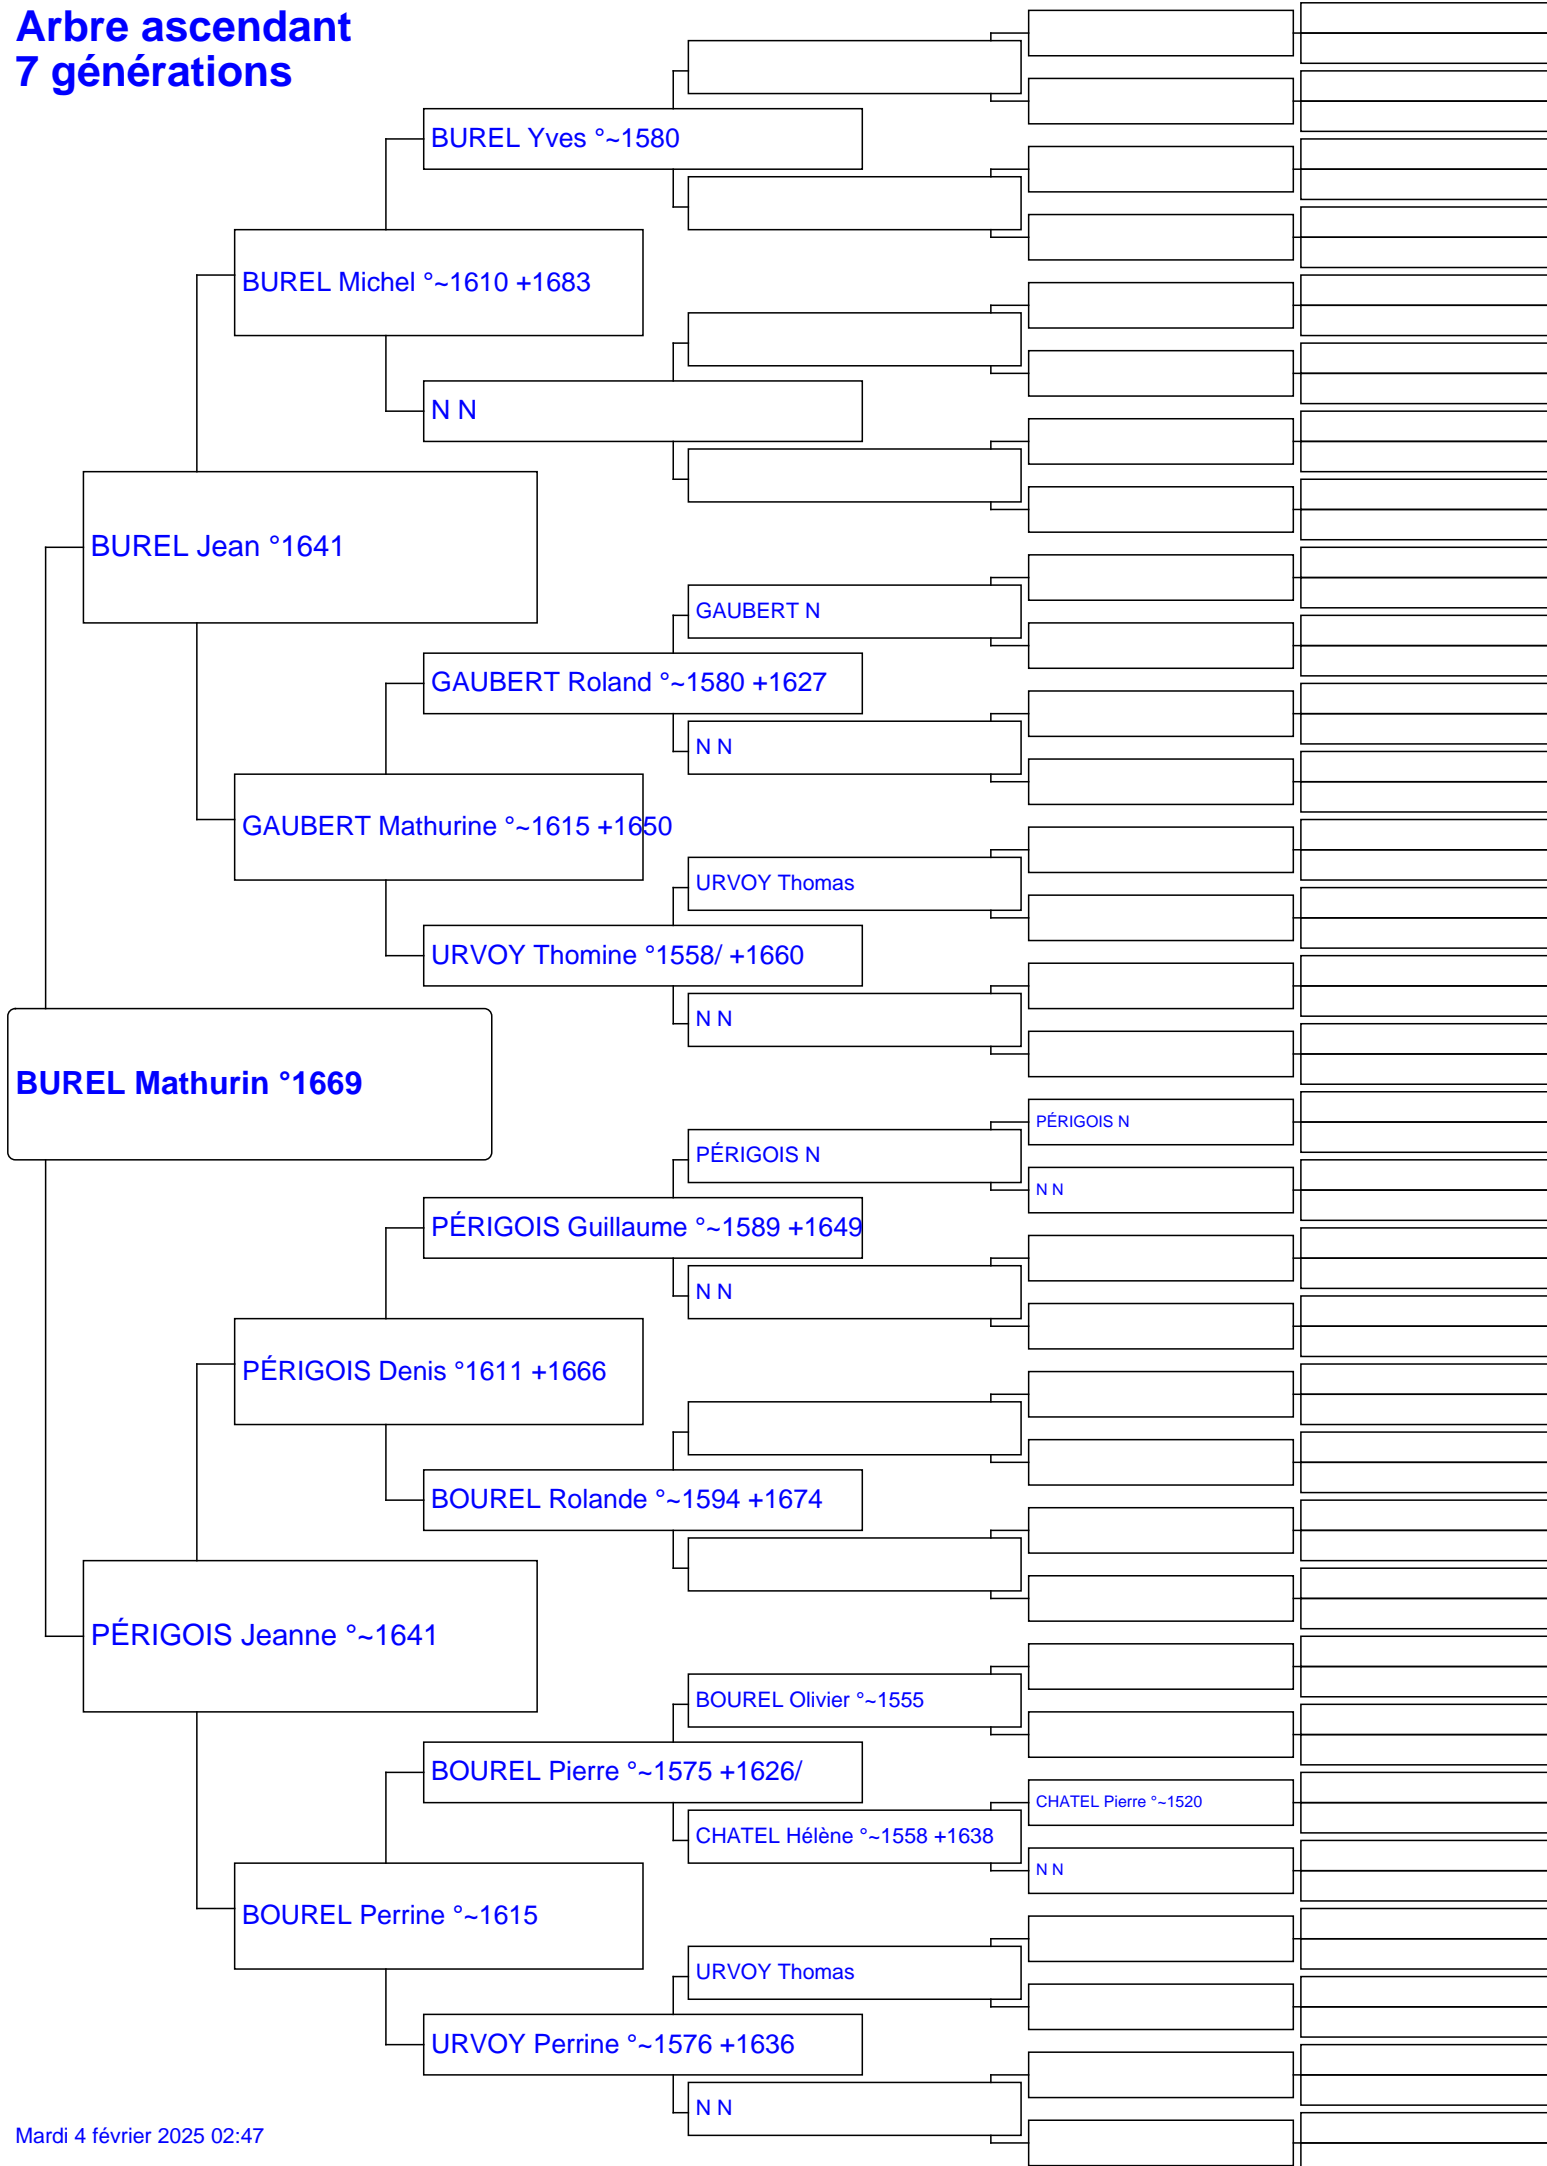 Arbre ascendant
7 générations
BUREL Yves °~1580
BUREL Michel °~1610 +1683
N N
BUREL Jean °1641
GAUBERT N
GAUBERT Roland °~1580 +1627
N N
GAUBERT Mathurine °~1615 +1650
URVOY Thomas
URVOY Thomine °1558/ +1660
N N
BUREL Mathurin °1669
PÉRIGOIS N
PÉRIGOIS N
N N
PÉRIGOIS Guillaume °~1589 +1649
N N
PÉRIGOIS Denis °1611 +1666
BOUREL Rolande °~1594 +1674
PÉRIGOIS Jeanne °~1641
BOUREL Olivier °~1555
BOUREL Pierre °~1575 +1626/
CHATEL Pierre °~1520
CHATEL Hélène °~1558 +1638
N N
BOUREL Perrine °~1615
URVOY Thomas
URVOY Perrine °~1576 +1636
N N
Mardi 4 février 2025 02:47